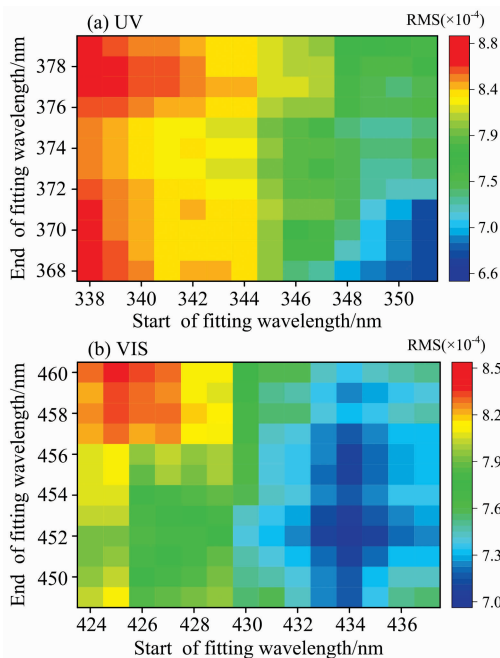 (a) UV
RMS(×10⁻⁴)
End of fitting wavelength/nm
378
376
374
372
370
368
338 340 342 344 346 348 350
Start of fitting wavelength/nm
8.8
8.4
7.9
7.5
7.0
6.6
(b) VIS
RMS(×10⁻⁴)
End of fitting wavelength/nm
460
458
456
454
452
450
424 426 428 430 432 434 436
Start of fitting wavelength/nm
8.5
8.2
7.9
7.6
7.3
7.0